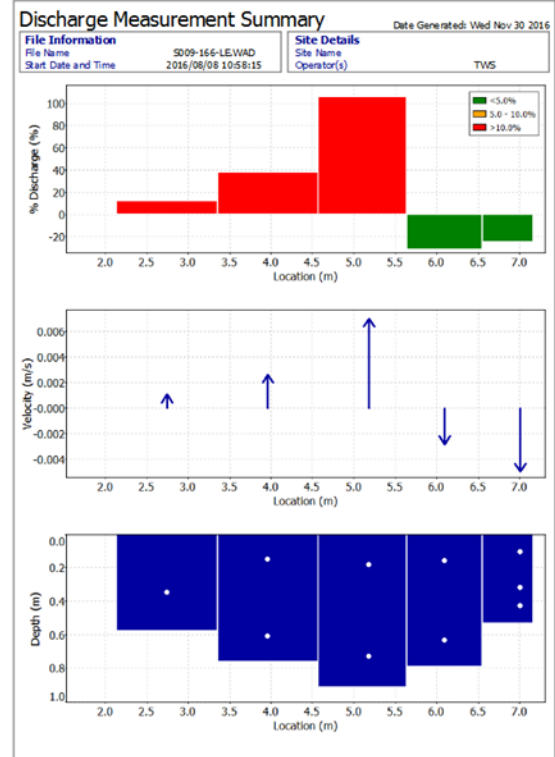 Discharge Measurement Summary Date Generated: Wed Nov 30 2016
File Information Site Details
File Name S009-166-LE.WAD Site Name
Start Date and Time 2016/08/08 10:58:15 Operator(s) TWS
% Discharge (%)
100
80
60
40
20
0
-20
<5.0%
5.0 - 10.0%
>10.0%
2.0 2.5 3.0 3.5 4.0 4.5 5.0 5.5 6.0 6.5 7.0
Location (m)
Velocity (m/s)
0.006
0.004
0.002
-0.000
-0.002
-0.004
2.0 2.5 3.0 3.5 4.0 4.5 5.0 5.5 6.0 6.5 7.0
Location (m)
Depth (m)
0.0
0.2
0.4
0.6
0.8
1.0
2.0 2.5 3.0 3.5 4.0 4.5 5.0 5.5 6.0 6.5 7.0
Location (m)